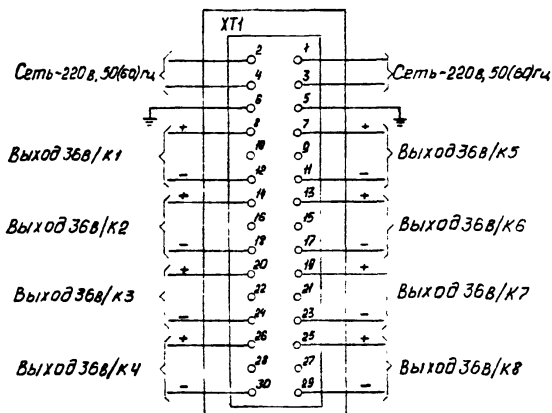 XT1
2 1
Сеть~220в, 50(60)гц 4 3 Сеть~220в, 50(60)гц
6 5
+ 8 7 +
Выход 36в/К1 10 9 Выход 36в/К5
− 12 11 −
+ 14 13 +
Выход 36в/К2 16 15 Выход 36в/К6
− 18 17 −
+ 20 19 +
Выход 36в/К3 22 21 Выход 36в/К7
− 24 23 −
+ 26 25 +
Выход 36в/К4 28 27 Выход 36в/К8
− 30 29 −